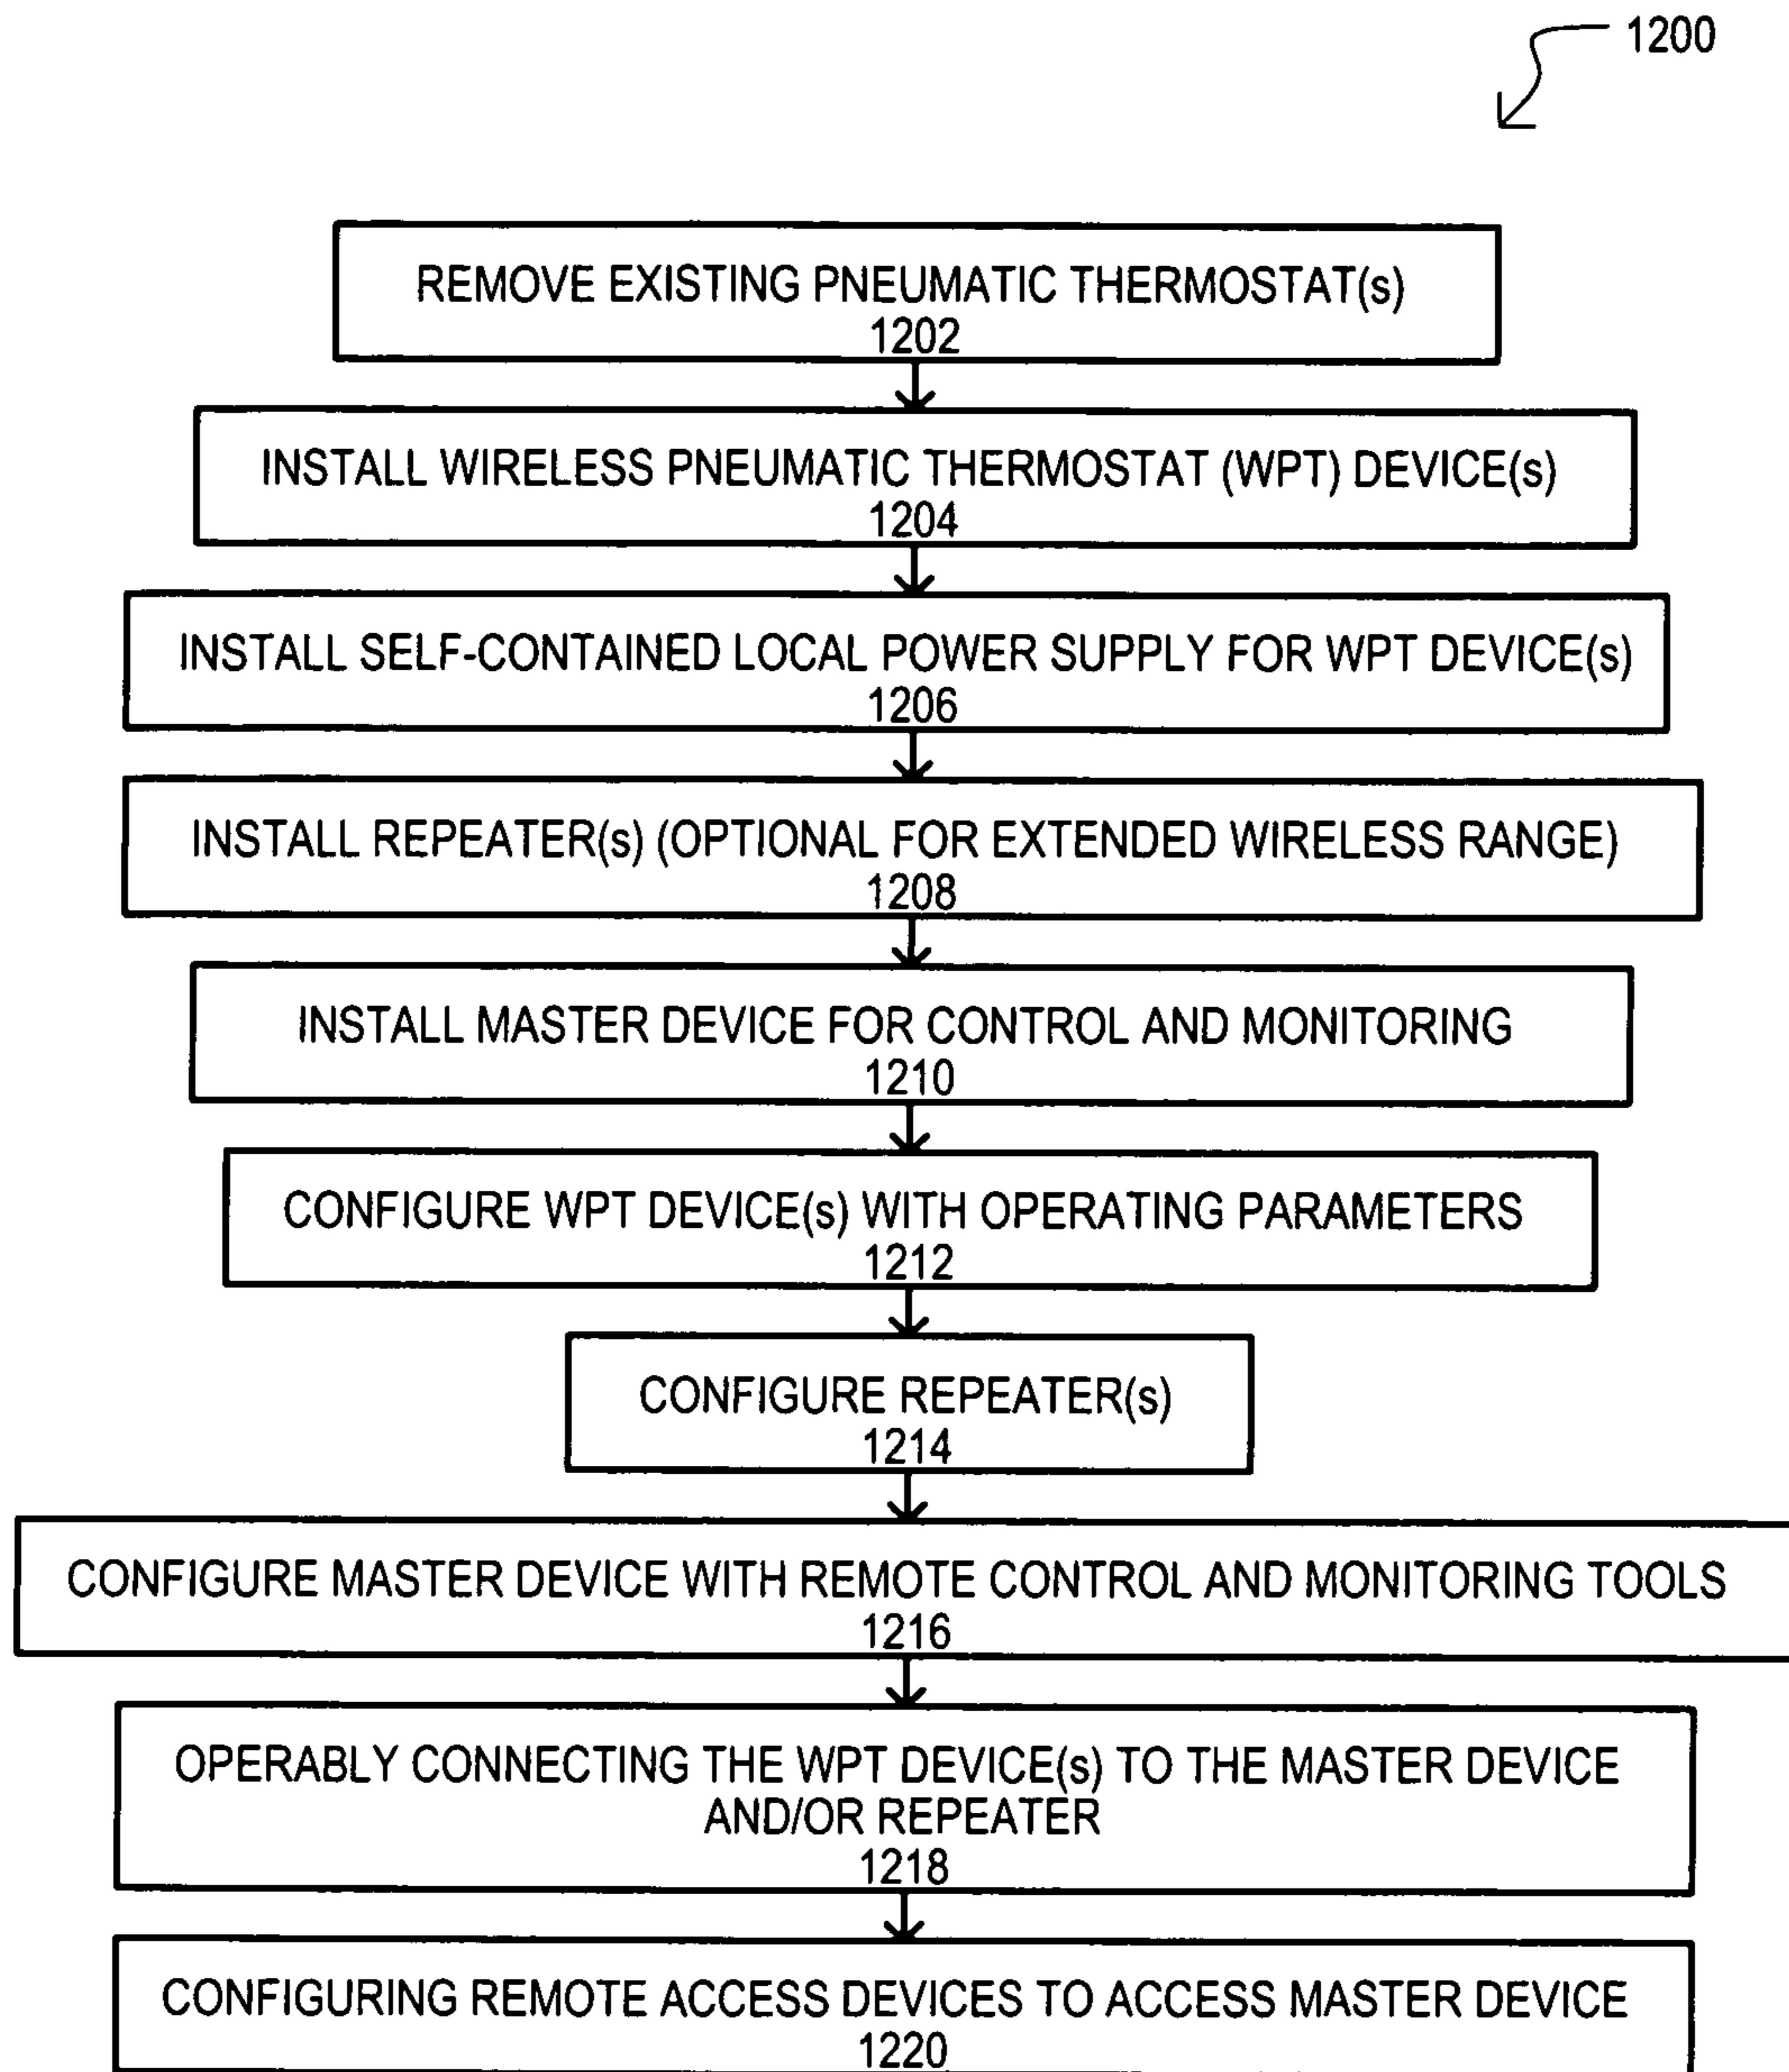 1200
REMOVE EXISTING PNEUMATIC THERMOSTAT(s)
1202
INSTALL WIRELESS PNEUMATIC THERMOSTAT (WPT) DEVICE(s)
1204
INSTALL SELF-CONTAINED LOCAL POWER SUPPLY FOR WPT DEVICE(s)
1206
INSTALL REPEATER(s) (OPTIONAL FOR EXTENDED WIRELESS RANGE)
1208
INSTALL MASTER DEVICE FOR CONTROL AND MONITORING
1210
CONFIGURE WPT DEVICE(s) WITH OPERATING PARAMETERS
1212
CONFIGURE REPEATER(s)
1214
CONFIGURE MASTER DEVICE WITH REMOTE CONTROL AND MONITORING TOOLS
1216
OPERABLY CONNECTING THE WPT DEVICE(s) TO THE MASTER DEVICE
AND/OR REPEATER
1218
CONFIGURING REMOTE ACCESS DEVICES TO ACCESS MASTER DEVICE
1220